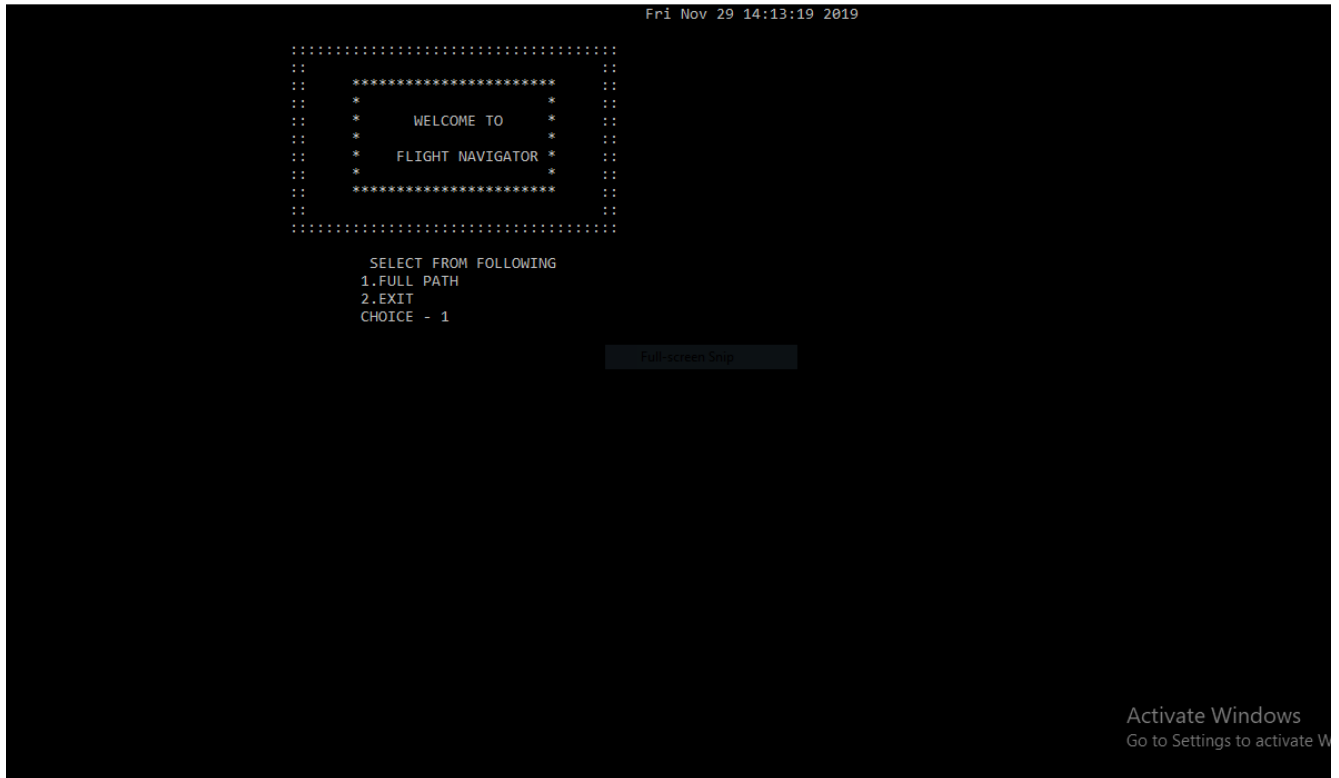 Fri Nov 29 14:13:19 2019
:::::::::::::::::::::::::::::::::::::
::                                 ::
::     ***********************     ::
::     *                     *     ::
::     *      WELCOME TO     *     ::
::     *                     *     ::
::     *    FLIGHT NAVIGATOR *     ::
::     *                     *     ::
::     ***********************     ::
::                                 ::
:::::::::::::::::::::::::::::::::::::
SELECT FROM FOLLOWING
1.FULL PATH
2.EXIT
CHOICE - 1
Full-screen Snip
Activate Windows
Go to Settings to activate W